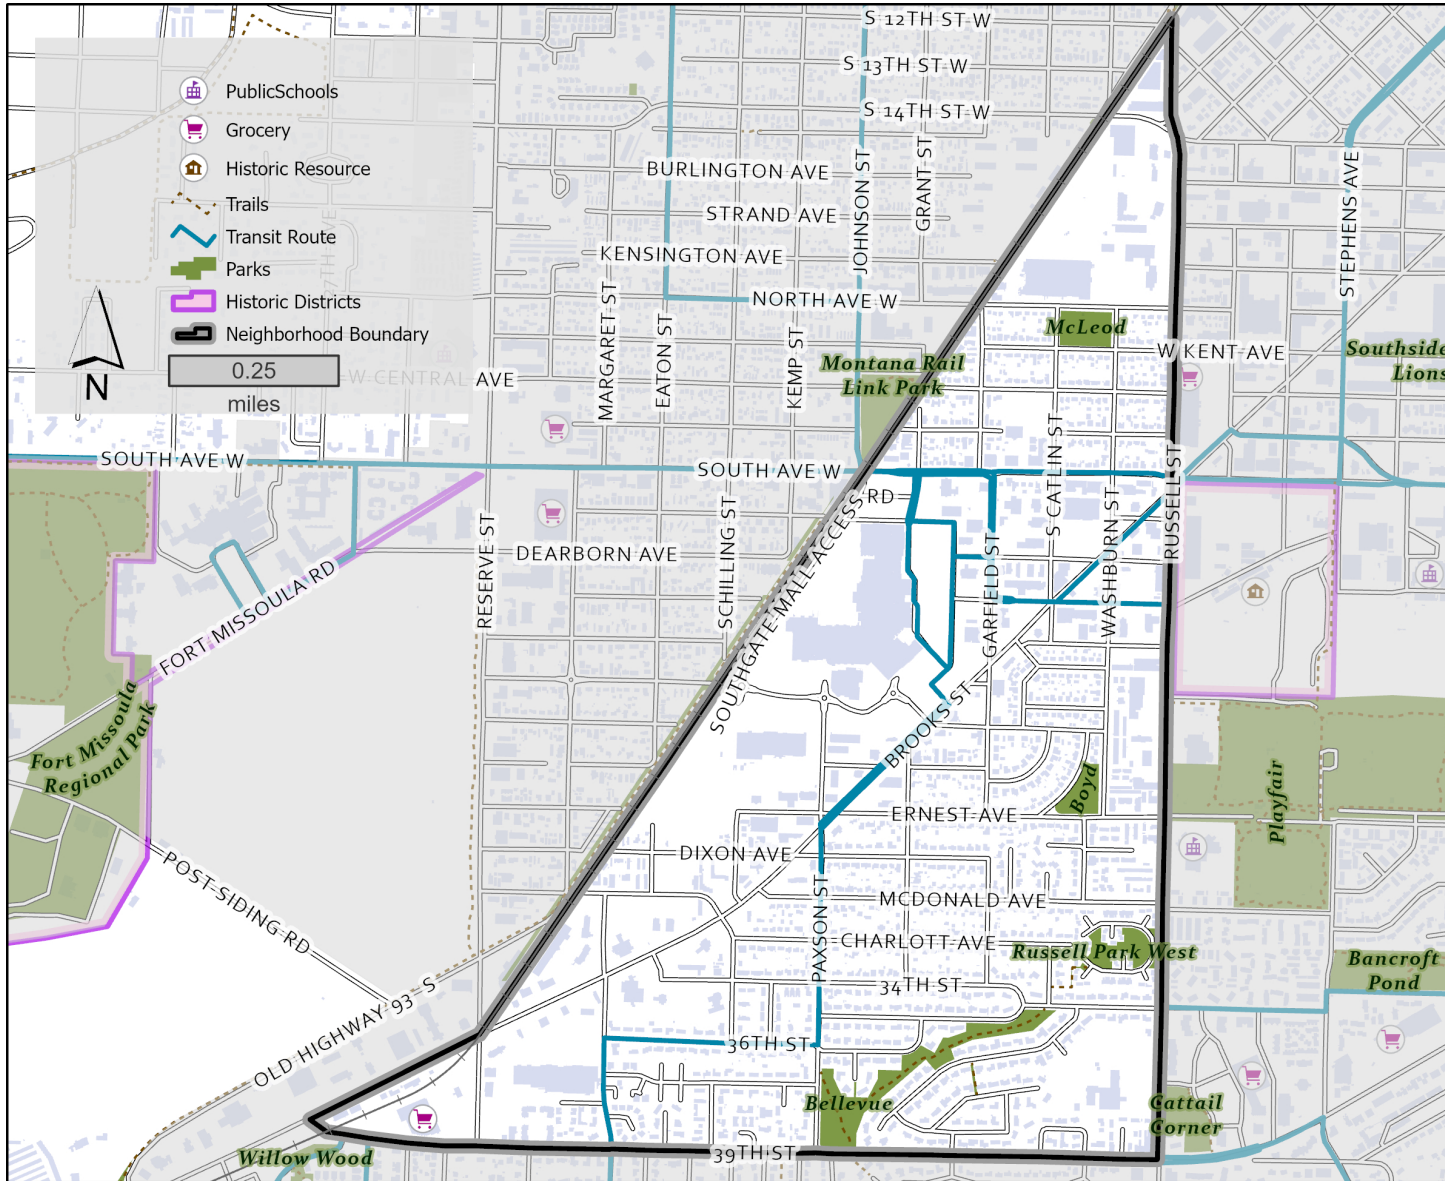 S 12TH ST W
S 13TH ST W
S 14TH ST W
PublicSchools
Grocery
Historic Resource
Trails
Transit Route
Parks
Historic Districts
Neighborhood Boundary
0.25
miles
N
BURLINGTON AVE
STRAND AVE
KENSINGTON AVE
NORTH AVE W
JOHNSON ST
GRANT ST
STEPHENS AVE
MARGARET ST
EATON ST
KEMP ST
W CENTRAL AVE
McLeod
W KENT AVE
Montana Rail
Link Park
Southside
Lions
SOUTH AVE W
SOUTH AVE W
S CATLIN ST
RUSSELL ST
WASHBURN ST
GARFIELD ST
SCHILLING ST
RESERVE ST
DEARBORN AVE
SOUTHGATE MALL ACCESS RD
FORT MISSOULA RD
Fort Missoula
Regional Park
BROOKS ST
Boyd
Playfair
ERNEST AVE
DIXON AVE
MCDONALD AVE
PAXSON ST
CHARLOTT AVE
Russell Park West
34TH ST
Bancroft
Pond
POST SIDING RD
OLD HIGHWAY 93 S
36TH ST
Bellevue
Cattail
Corner
39TH ST
Willow Wood